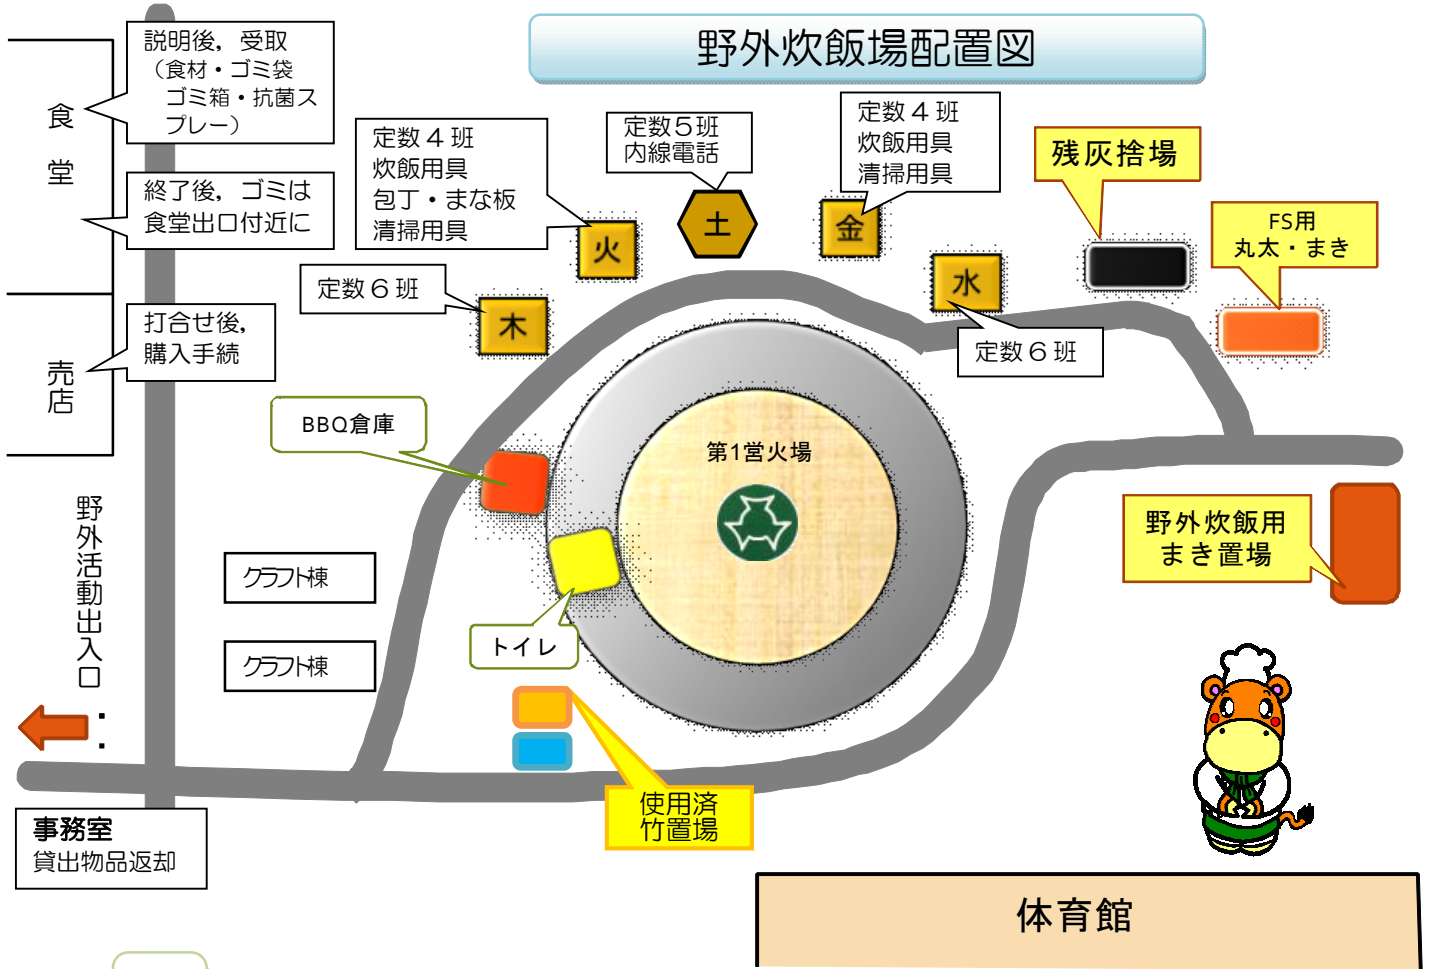 野外炊飯場配置図
説明後，受取
（食材・ゴミ袋
ゴミ箱・抗菌ス
プレー）
食堂
終了後，ゴミは
食堂出口付近に
打合せ後，
購入手続
売店
定数４班
炊飯用具
包丁・まな板
清掃用具
火
定数５班
内線電話
土
定数４班
炊飯用具
清掃用具
金
残灰捨場
FS用
丸太・まき
定数６班
木
水
定数６班
BBQ倉庫
第1営火場
野外炊飯用
まき置場
野外活動出入口
クラフト棟
クラフト棟
トイレ
使用済
竹置場
事務室
貸出物品返却
体育館